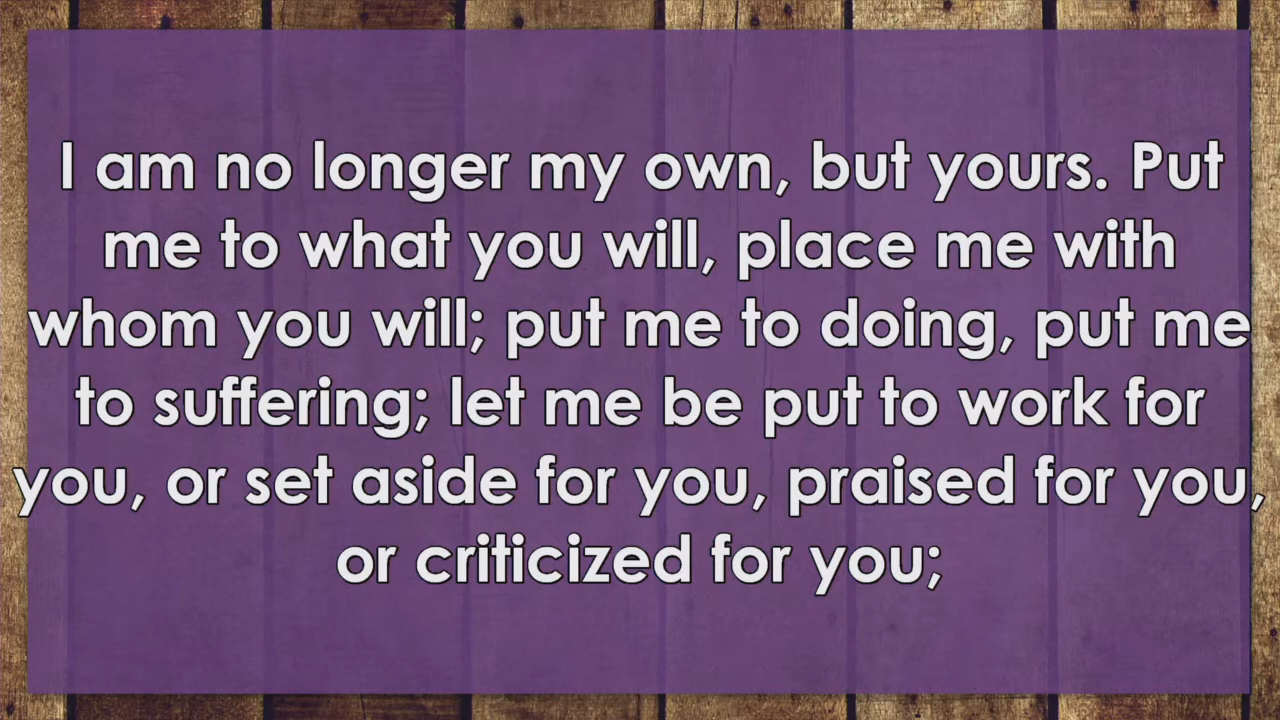 I am no longer my own, but yours. Put
me to what you will, place me with
whom you will; put me to doing, put me
to suffering; let me be put to work for
you, or set aside for you, praised for you,
or criticized for you;